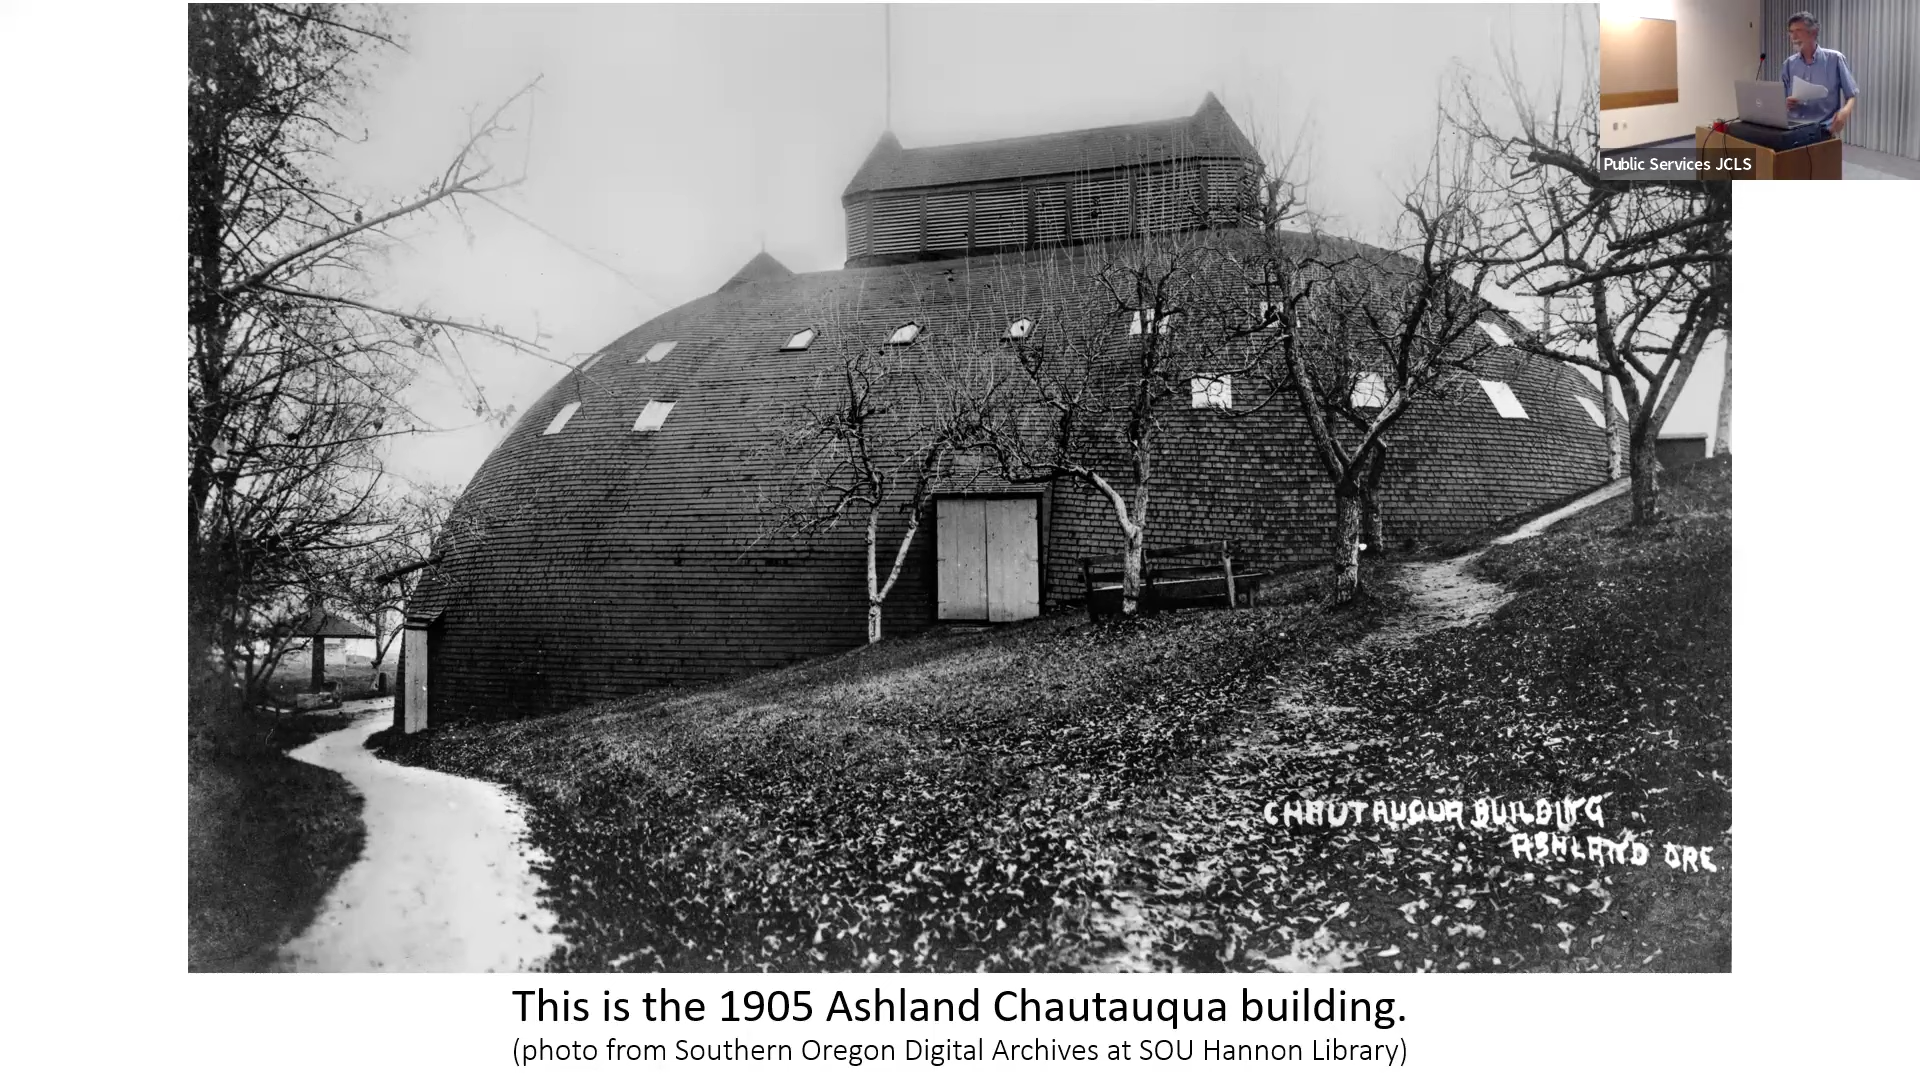 Public Services JCLS
CHAUTAUQUA BUILDING
ASHLAND ORE.
This is the 1905 Ashland Chautauqua building.
(photo from Southern Oregon Digital Archives at SOU Hannon Library)